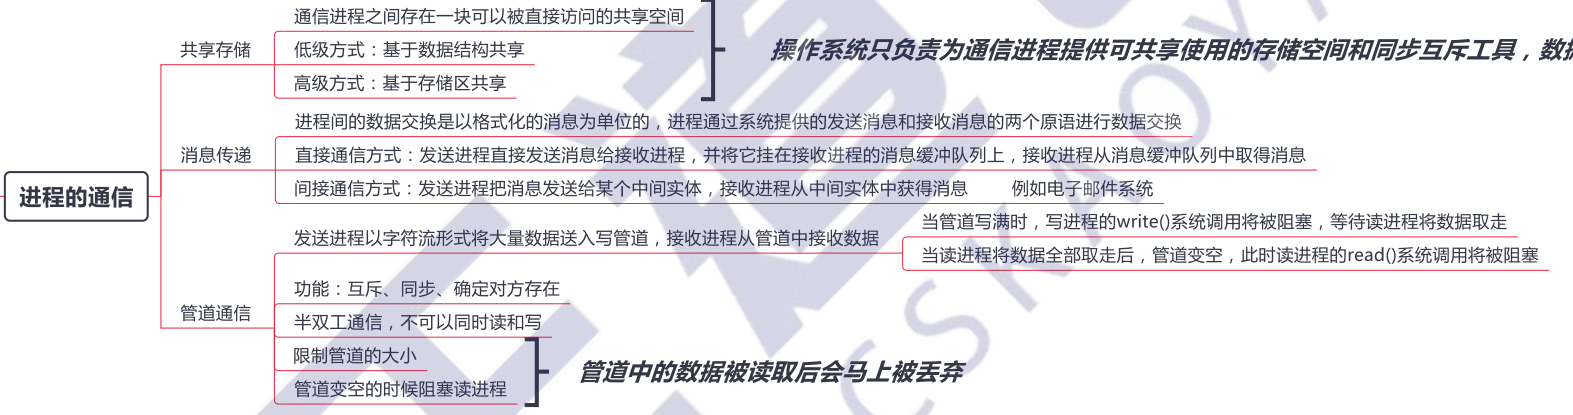 通信进程之间存在一块可以被直接访问的共享空间
共享存储
低级方式：基于数据结构共享
高级方式：基于存储区共享
操作系统只负责为通信进程提供可共享使用的存储空间和同步互斥工具，数据
进程间的数据交换是以格式化的消息为单位的，进程通过系统提供的发送消息和接收消息的两个原语进行数据交换
消息传递
直接通信方式：发送进程直接发送消息给接收进程，并将它挂在接收进程的消息缓冲队列上，接收进程从消息缓冲队列中取得消息
间接通信方式：发送进程把消息发送给某个中间实体，接收进程从中间实体中获得消息 例如电子邮件系统
进程的通信
发送进程以字符流形式将大量数据送入写管道，接收进程从管道中接收数据
当管道写满时，写进程的write()系统调用将被阻塞，等待读进程将数据取走
当读进程将数据全部取走后，管道变空，此时读进程的read()系统调用将被阻塞
管道通信
功能：互斥、同步、确定对方存在
半双工通信，不可以同时读和写
限制管道的大小
管道变空的时候阻塞读进程
管道中的数据被读取后会马上被丢弃
CSKAOYA